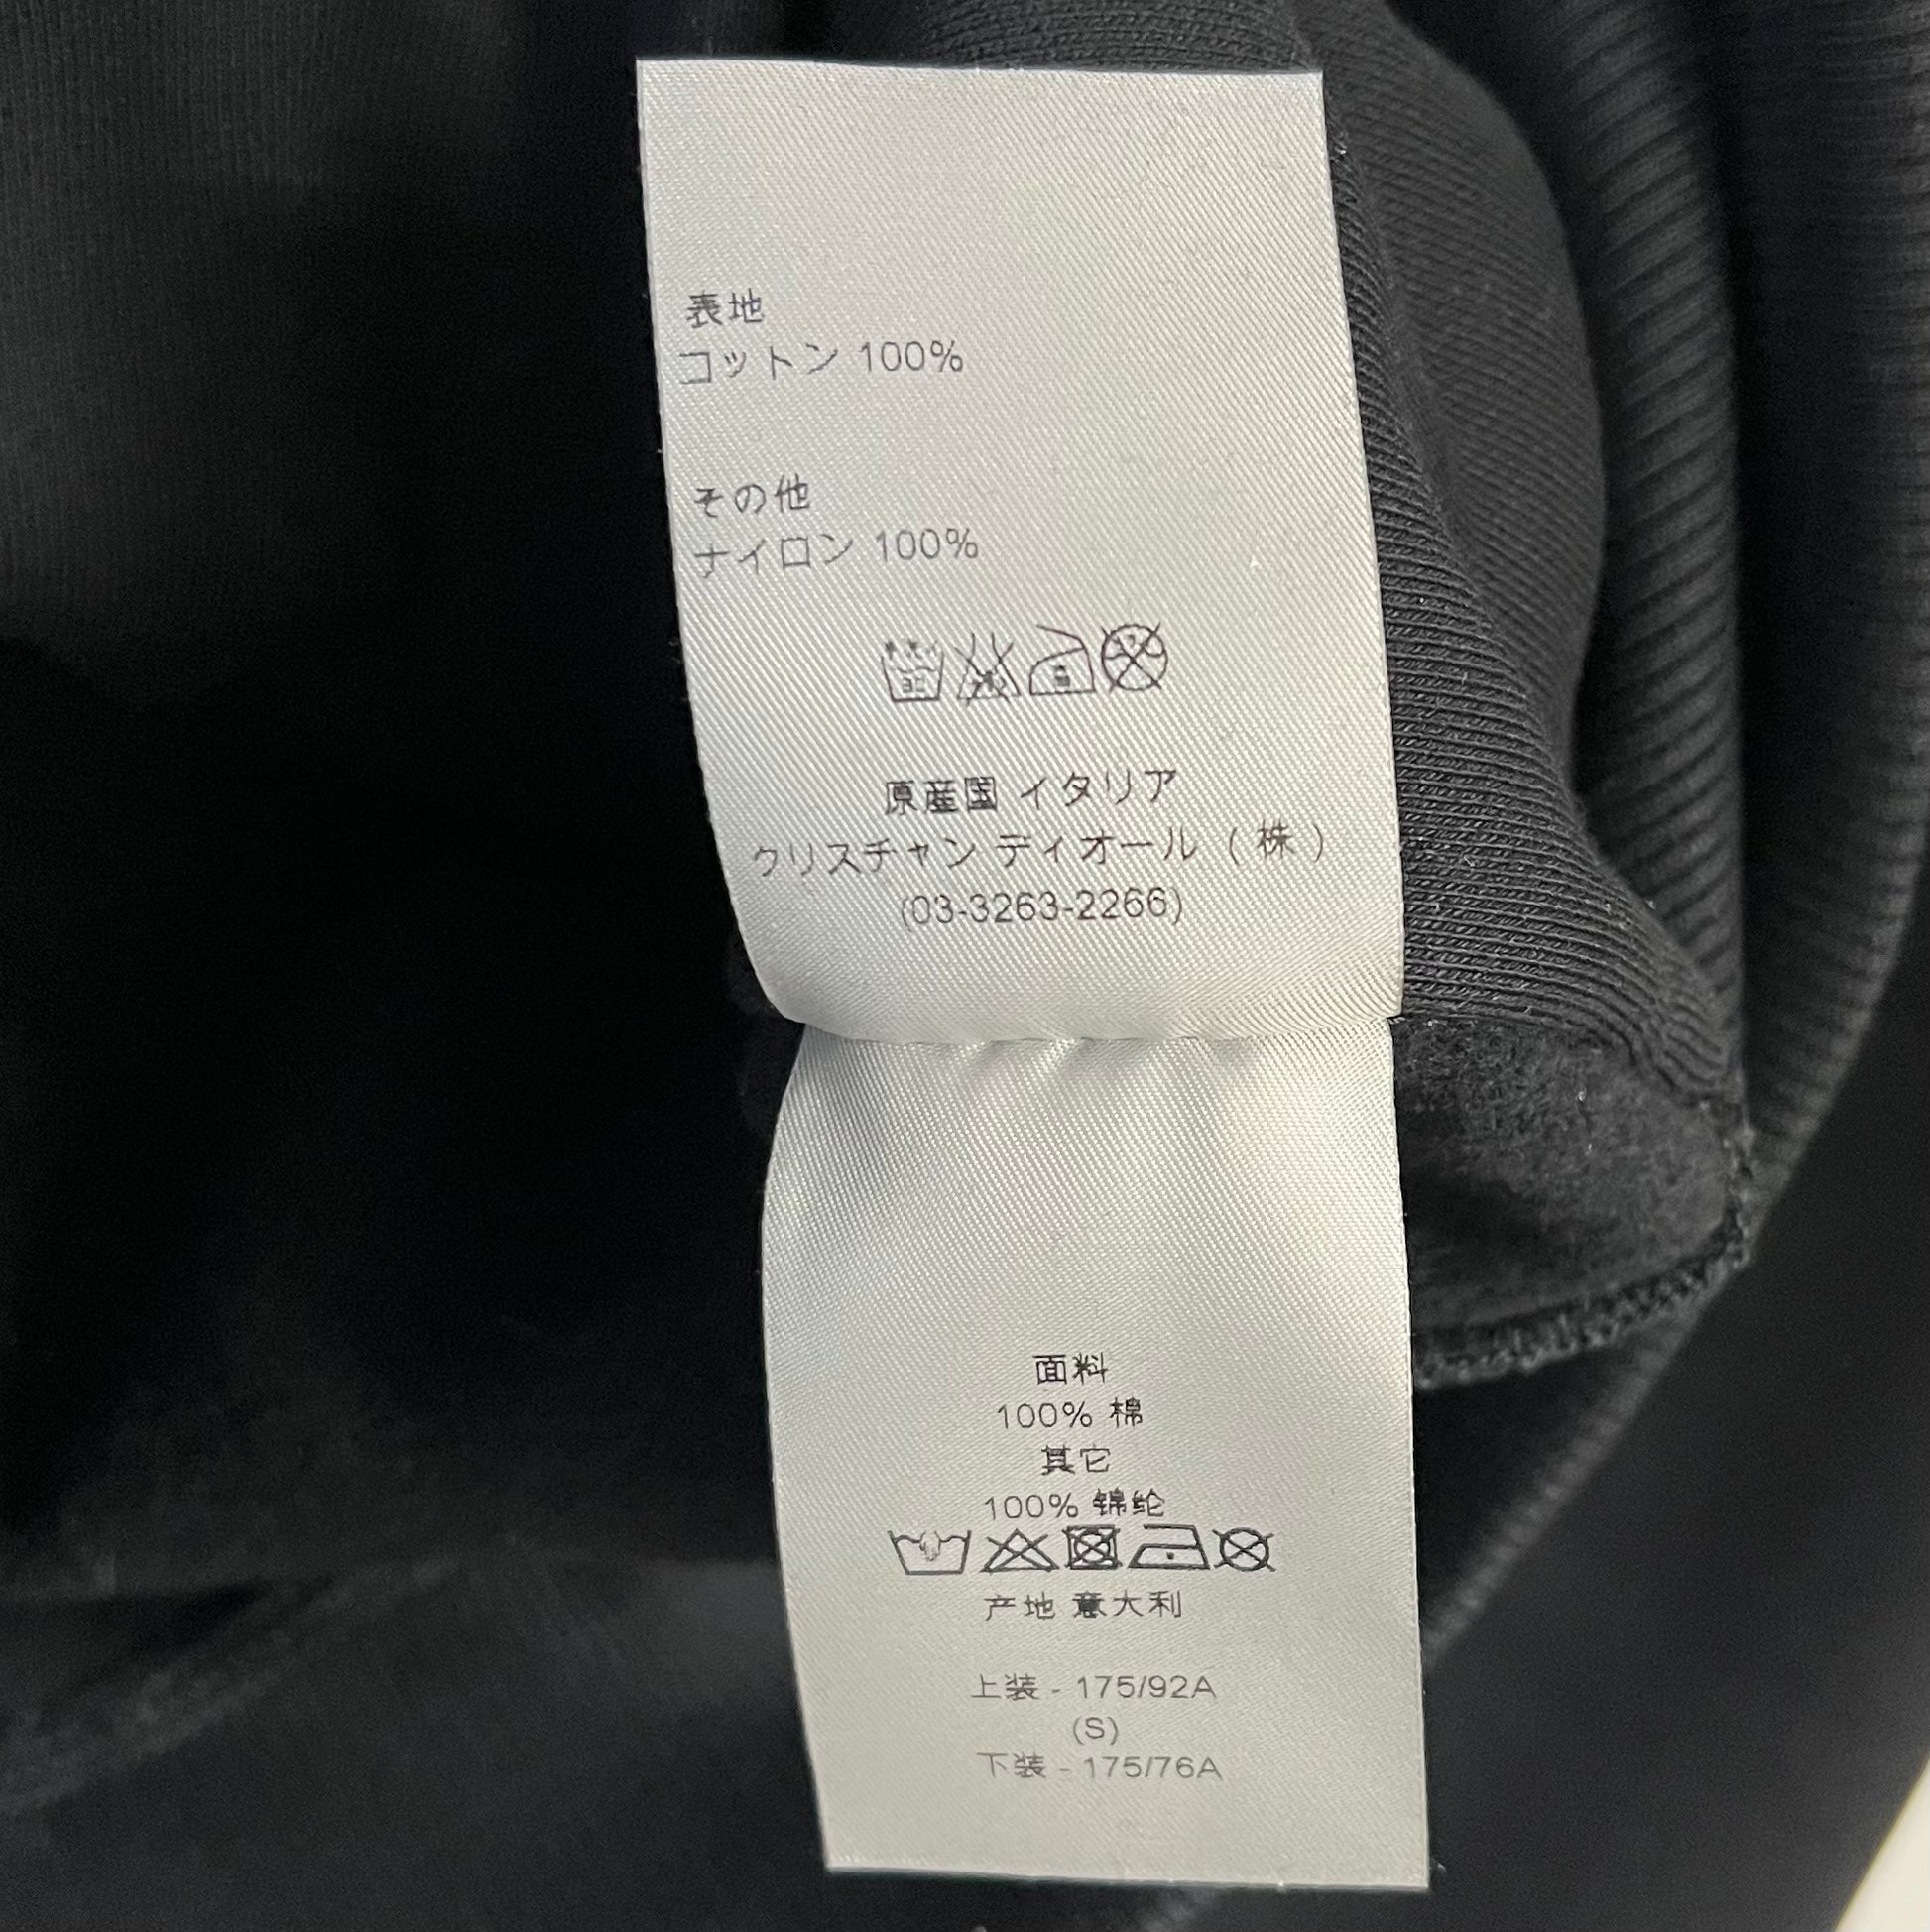 表地
コットン 100%
その他
ナイロン 100%
原産国 イタリア
クリスチャン ディオール （ 株 ）
(03-3263-2266)
面料
100% 棉
其它
100% 锦纶
产地 意大利
上装 - 175/92A
(S)
下装 - 175/76A